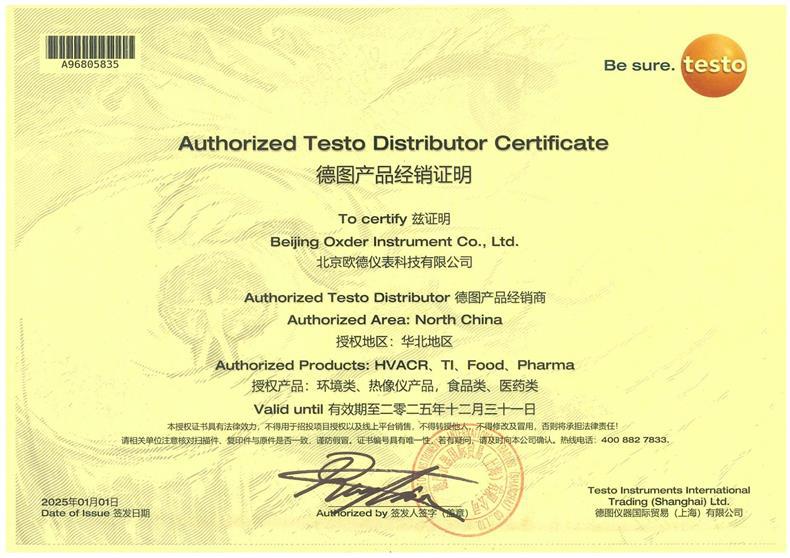 A96805835
Be sure. testo
Authorized Testo Distributor Certificate
德图产品经销证明
To certify 兹证明
Beijing Oxder Instrument Co., Ltd.
北京欧德仪表科技有限公司
Authorized Testo Distributor 德图产品经销商
Authorized Area: North China
授权地区：华北地区
Authorized Products: HVACR、TI、Food、Pharma
授权产品：环境类、热像仪产品，食品类、医药类
Valid until 有效期至二零二五年十二月三十一日
本授权证书具有法律效力，不得用于招投项目授权以及线上平台销售，不得转授他人，不得修改及冒用，否则将承担法律责任！
请相关单位注意核对扫描件、复印件与原件是否一致，谨防假冒。证书编号具有唯一性，若有疑问，请及时向本公司确认。热线电话：400 882 7833.
2025年01月01日
Date of Issue 签发日期
Authorized by 签发人签字（盖章）
Testo Instruments International
Trading (Shanghai) Ltd.
德图仪器国际贸易（上海）有限公司